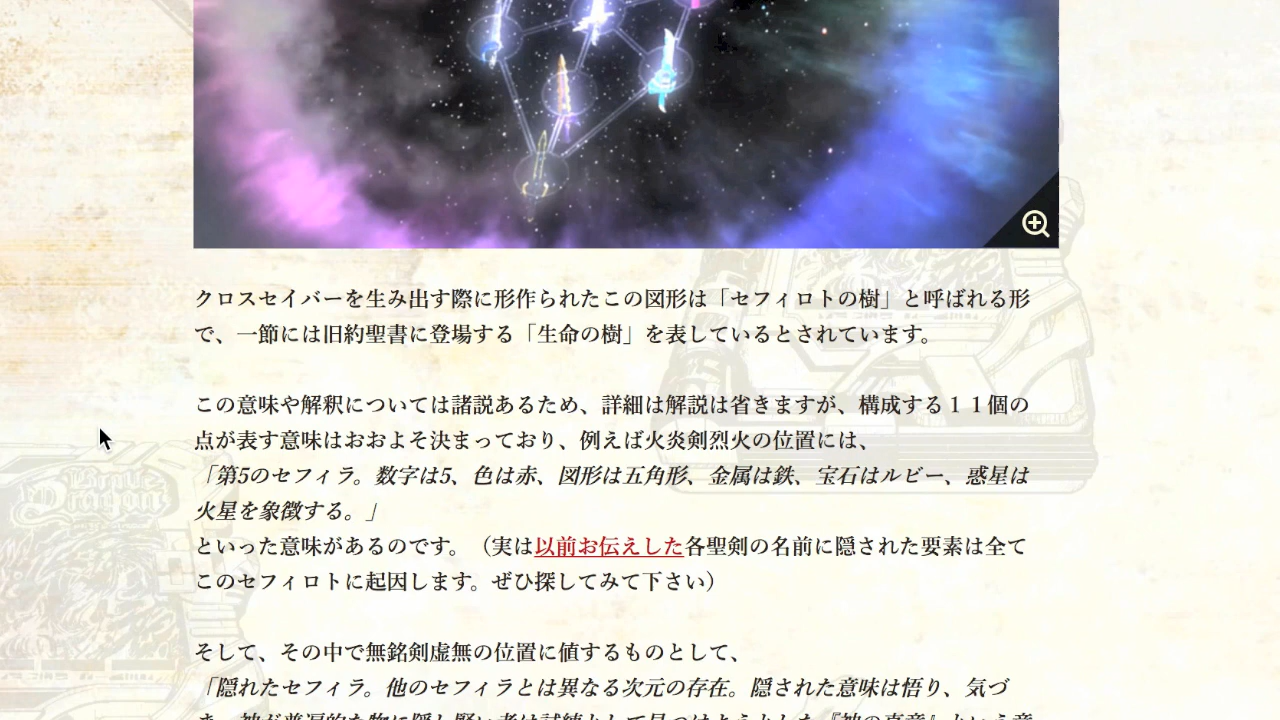 クロスセイバーを生み出す際に形作られたこの図形は「セフィロトの樹」と呼ばれる形
で、一節には旧約聖書に登場する「生命の樹」を表しているとされています。
この意味や解釈については諸説あるため、詳細は解説は省きますが、構成する１１個の
点が表す意味はおおよそ決まっており、例えば火炎剣烈火の位置には、
「第5のセフィラ。数字は5、色は赤、図形は五角形、金属は鉄、宝石はルビー、惑星は
火星を象徴する。」
といった意味があるのです。（実は以前お伝えした各聖剣の名前に隠された要素は全て
このセフィロトに起因します。ぜひ探してみて下さい）
そして、その中で無銘剣虚無の位置に値するものとして、
「隠れたセフィラ。他のセフィラとは異なる次元の存在。隠された意味は悟り、気づ
Brave
Dragon